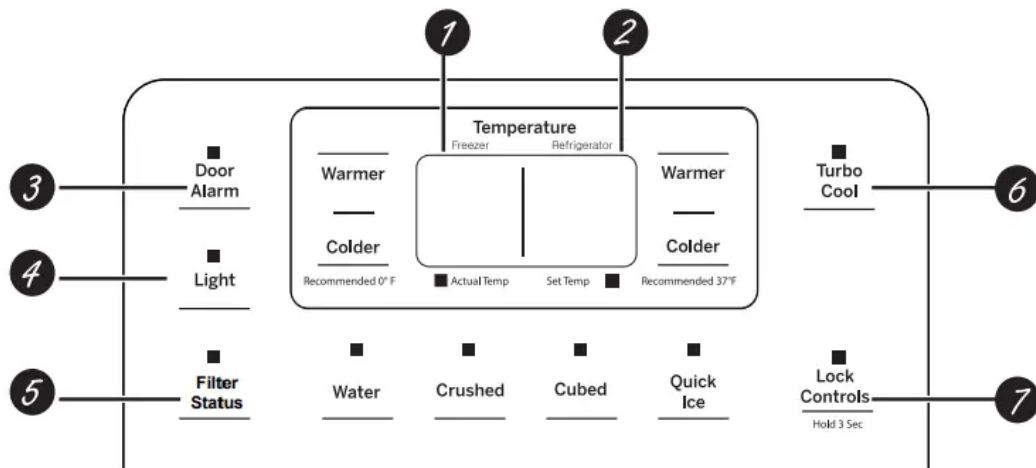 1
2
Temperature
Freezer
Refrigerator
3
Door
Alarm
Warmer
Colder
Recommended 0° F
Actual Temp
Set Temp
Warmer
Colder
Recommended 37°F
Turbo
Cool
6
4
Light
5
Filter
Status
Water
Crushed
Cubed
Quick
Ice
Lock
Controls
Hold 3 Sec
7